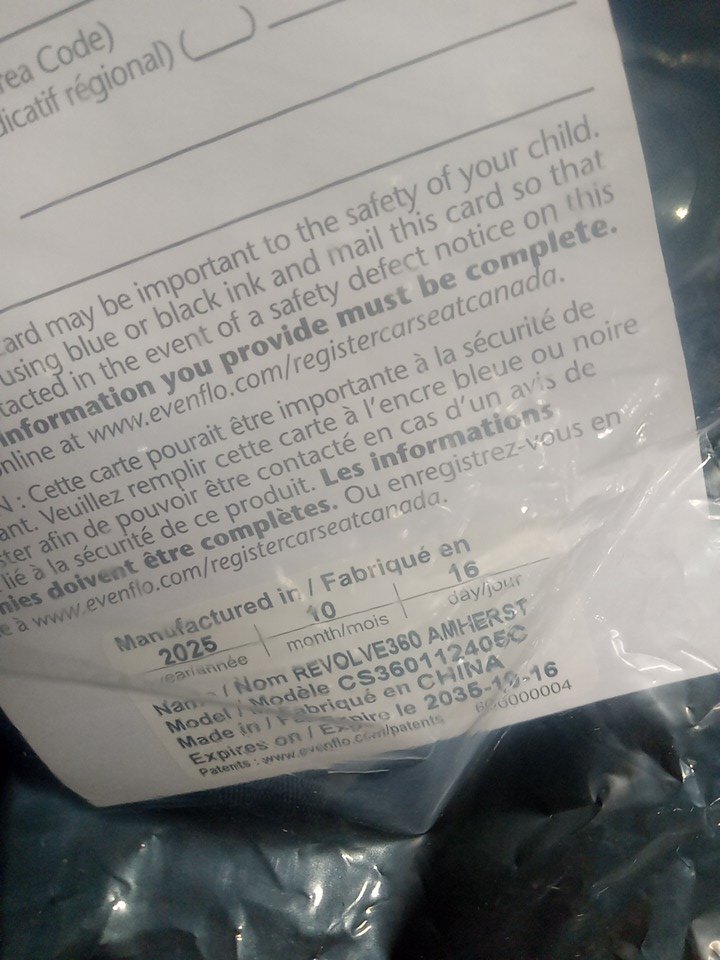 rea Code)
dicatif régional) (
ard may be important to the safety of your child.
using blue or black ink and mail this card so that
tacted in the event of a safety defect notice on this
information you provide must be complete.
nline at www.evenflo.com/registercarseatcanada.
N : Cette carte pourait être importante à la sécurité de
ant. Veuillez remplir cette carte à l'encre bleue ou noire
ster afin de pouvoir être contacté en cas d'un avis de
lié à la sécurité de ce produit. Les informations
nies doivent être complètes. Ou enregistrez-vous en
e à www.evenflo.com/registercarseatcanada.
Manufactured in / Fabriqué en
2025 10 16
year/année month/mois day/jour
Name / Nom REVOLVE360 AMHERST
Model / Modèle CS360112405C
Made in / Fabriqué en CHINA
Expires on / Expire le 2035-10-16
Patents : www.evenflo.com/patents